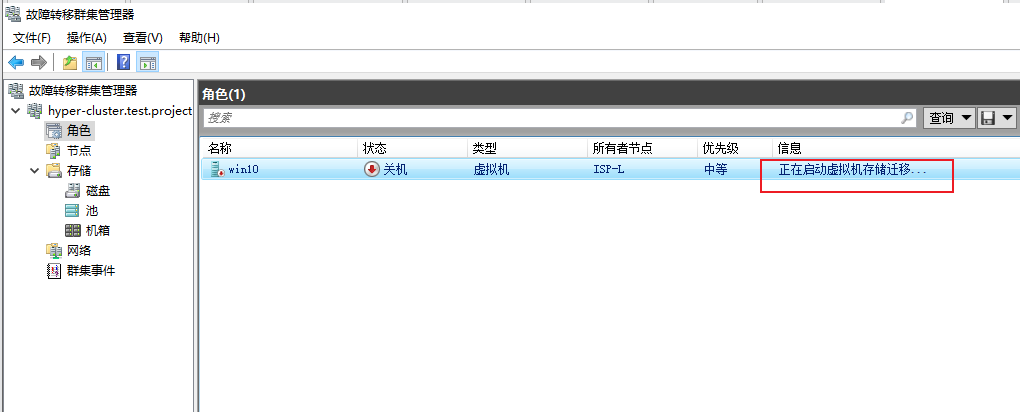 故障转移群集管理器
文件(F) 操作(A) 查看(V) 帮助(H)
故障转移群集管理器
hyper-cluster.test.project
角色
节点
存储
磁盘
池
机箱
网络
群集事件
角色(1)
搜索
查询
名称 状态 类型 所有者节点 优先级 信息
win10 关机 虚拟机 ISP-L 中等 正在启动虚拟机存储迁移...